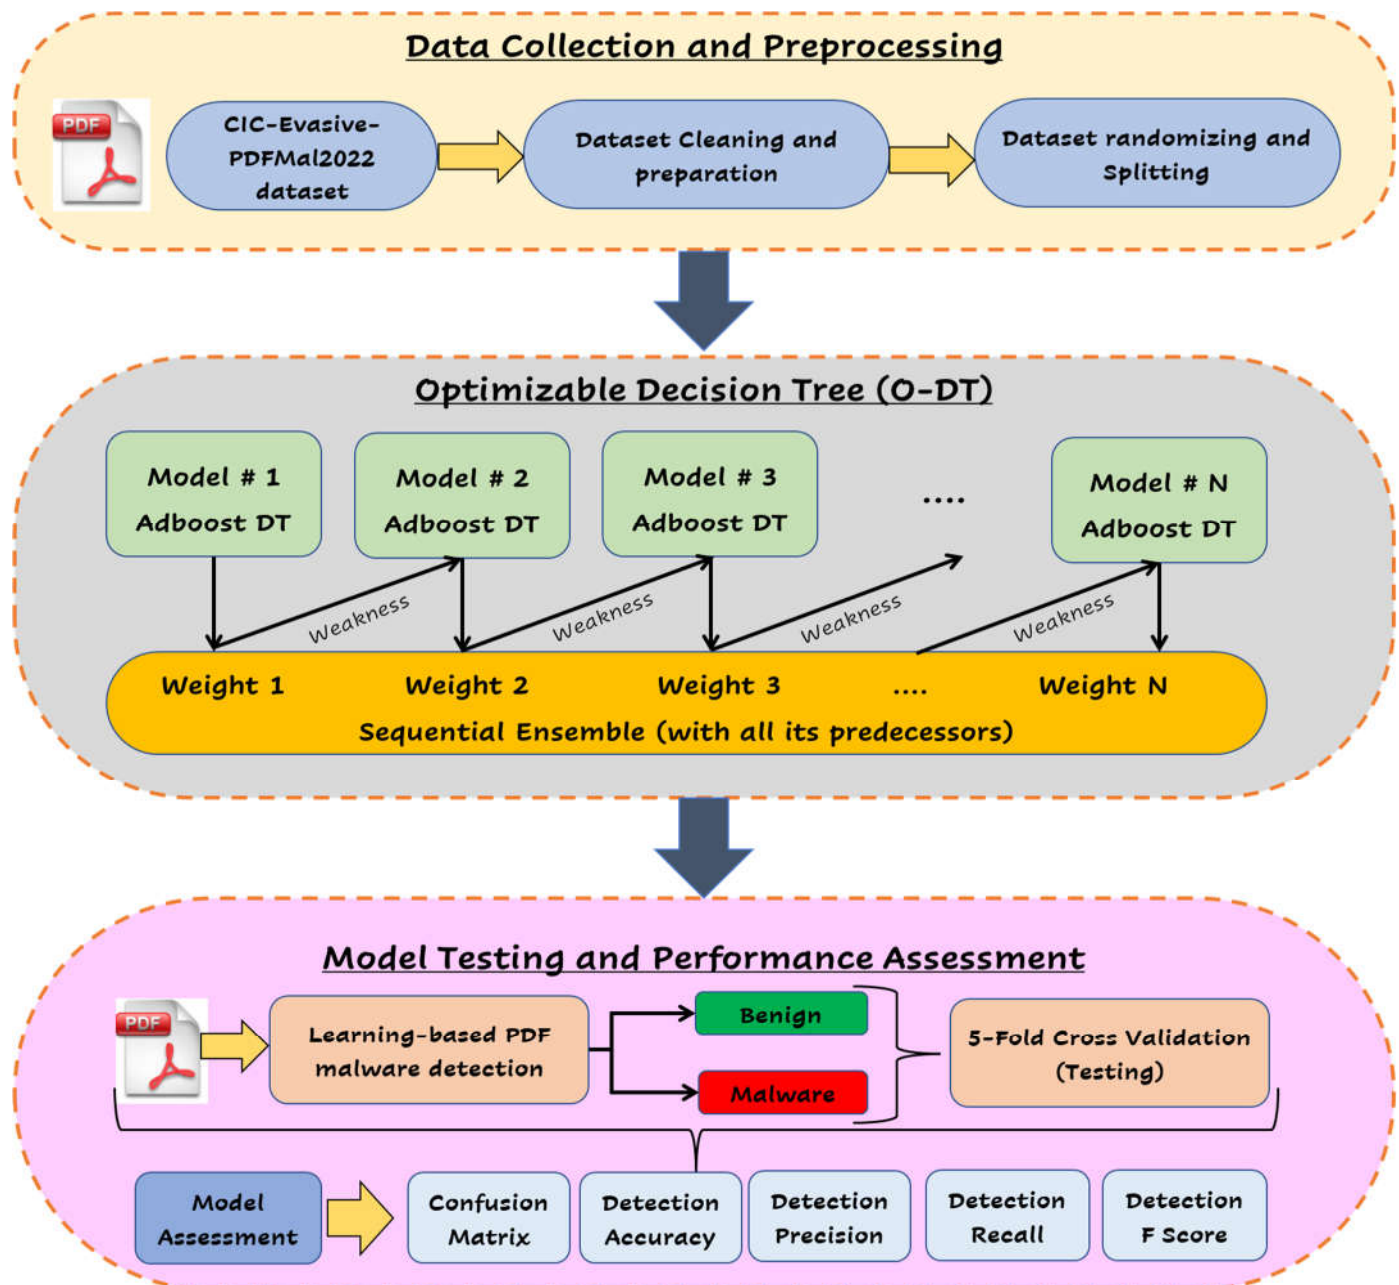 Data Collection and Preprocessing
PDF
CIC-Evasive-
PDFMal2022
dataset
Dataset Cleaning and
preparation
Dataset randomizing and
Splitting
Optimizable Decision Tree (O-DT)
Model # 1
Adboost DT
Model # 2
Adboost DT
Model # 3
Adboost DT
....
Model # N
Adboost DT
Weakness
Weakness
Weakness
Weakness
Weight 1
Weight 2
Weight 3
....
Weight N
Sequential Ensemble (with all its predecessors)
Model Testing and Performance Assessment
PDF
Learning-based PDF
malware detection
Benign
Malware
5-Fold Cross Validation
(Testing)
Model
Assessment
Confusion
Matrix
Detection
Accuracy
Detection
Precision
Detection
Recall
Detection
F Score